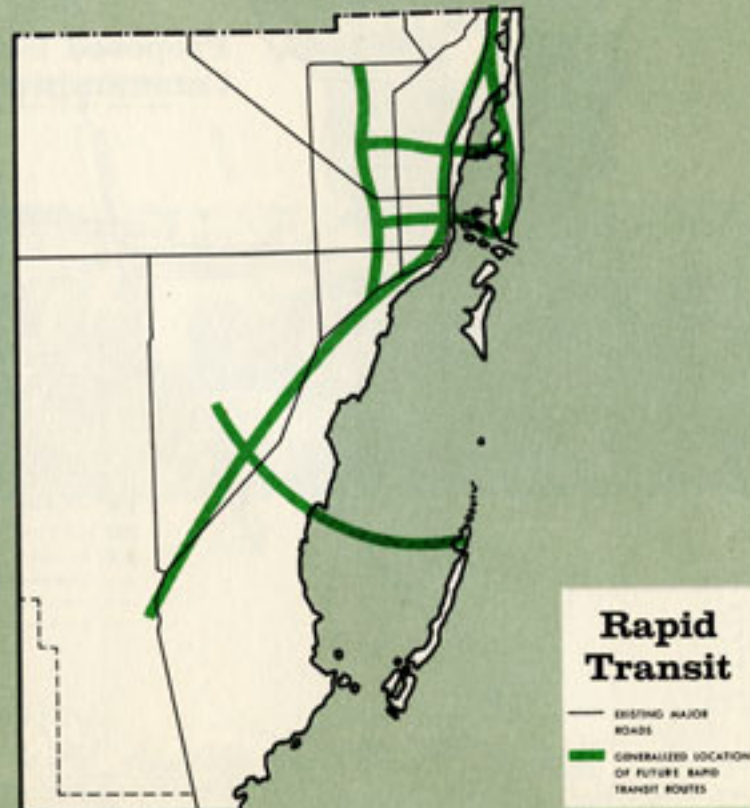 Rapid
Transit
EXISTING MAJOR
ROADS
GENERALIZED LOCATION
OF FUTURE RAPID
TRANSIT ROUTES